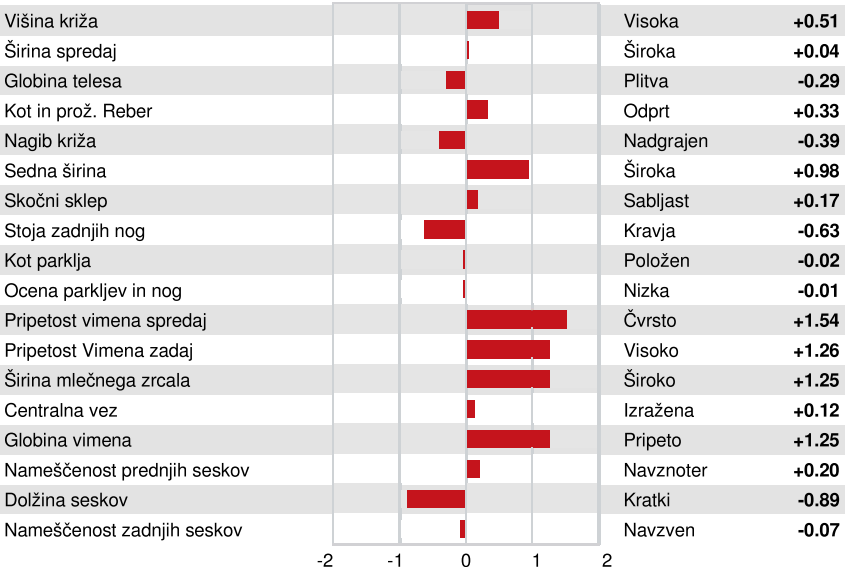 Višina križa Visoka +0.51
Širina spredaj Široka +0.04
Globina telesa Plitva -0.29
Kot in prož. Reber Odprt +0.33
Nagib križa Nadgrajen -0.39
Sedna širina Široka +0.98
Skočni sklep Sabljast +0.17
Stoja zadnjih nog Kravja -0.63
Kot parklja Položen -0.02
Ocena parkljev in nog Nizka -0.01
Pripetost vimena spredaj Čvrsto +1.54
Pripetost Vimena zadaj Visoko +1.26
Širina mlečnega zrcala Široko +1.25
Centralna vez Izražena +0.12
Globina vimena Pripeto +1.25
Nameščenost prednjih seskov Navznoter +0.20
Dolžina seskov Kratki -0.89
Nameščenost zadnjih seskov Navzven -0.07
-2 -1 0 1 2